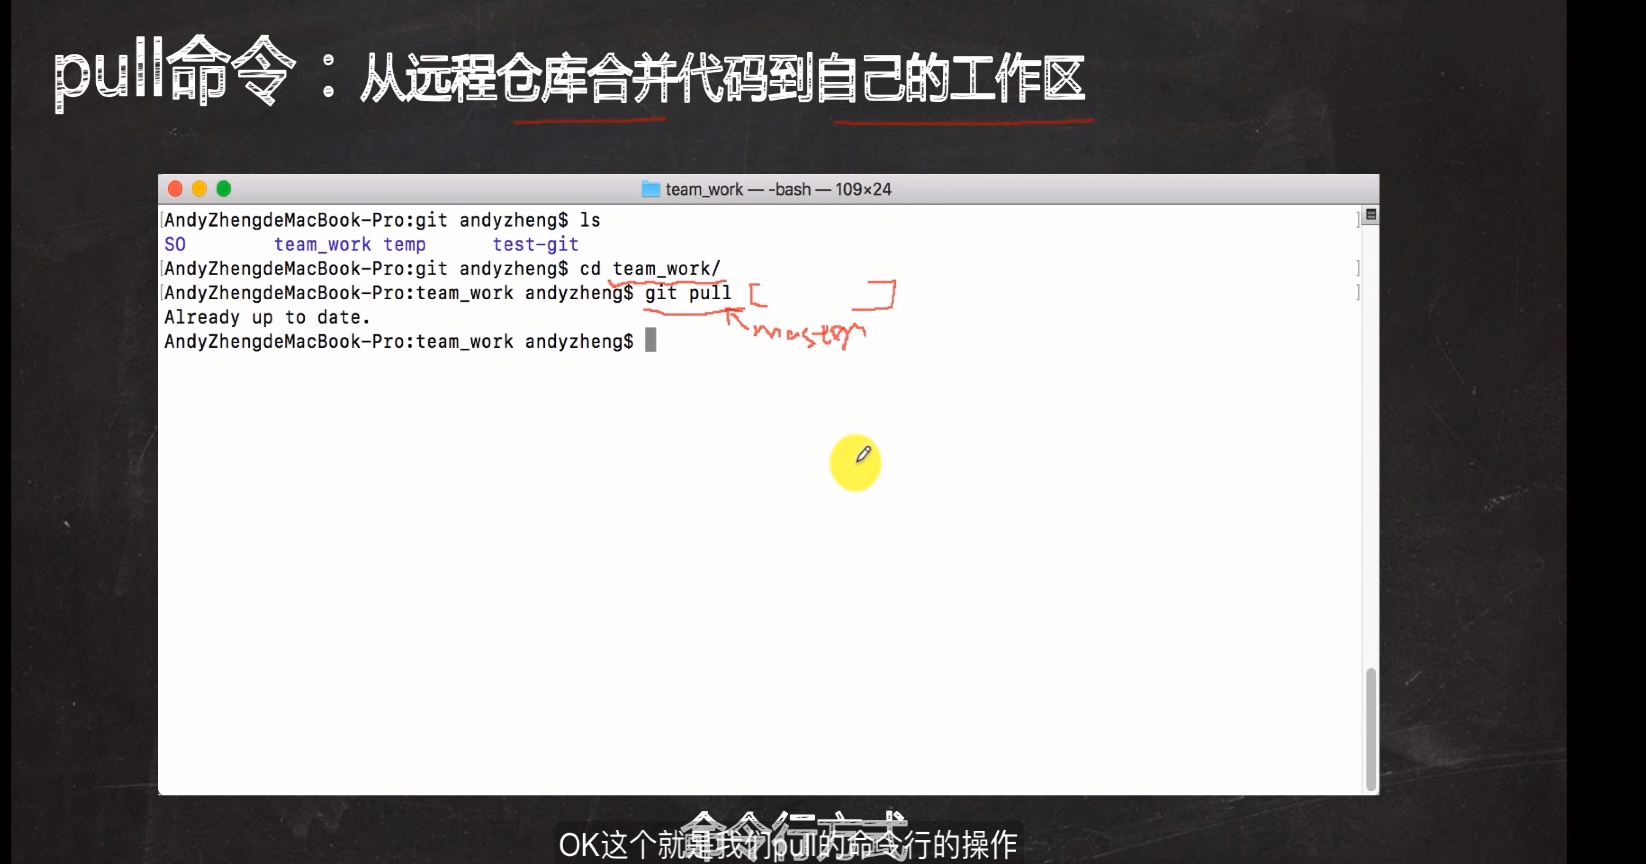 pull命令：从远程仓库合并代码到自己的工作区
team_work — -bash — 109×24
AndyZhengdeMacBook-Pro:git andyzheng$ ls
SO team_work temp test-git
AndyZhengdeMacBook-Pro:git andyzheng$ cd team_work/
AndyZhengdeMacBook-Pro:team_work andyzheng$ git pull [ ]
Already up to date.
master
AndyZhengdeMacBook-Pro:team_work andyzheng$
命令行方式
OK这个就是我们pull的命令行的操作